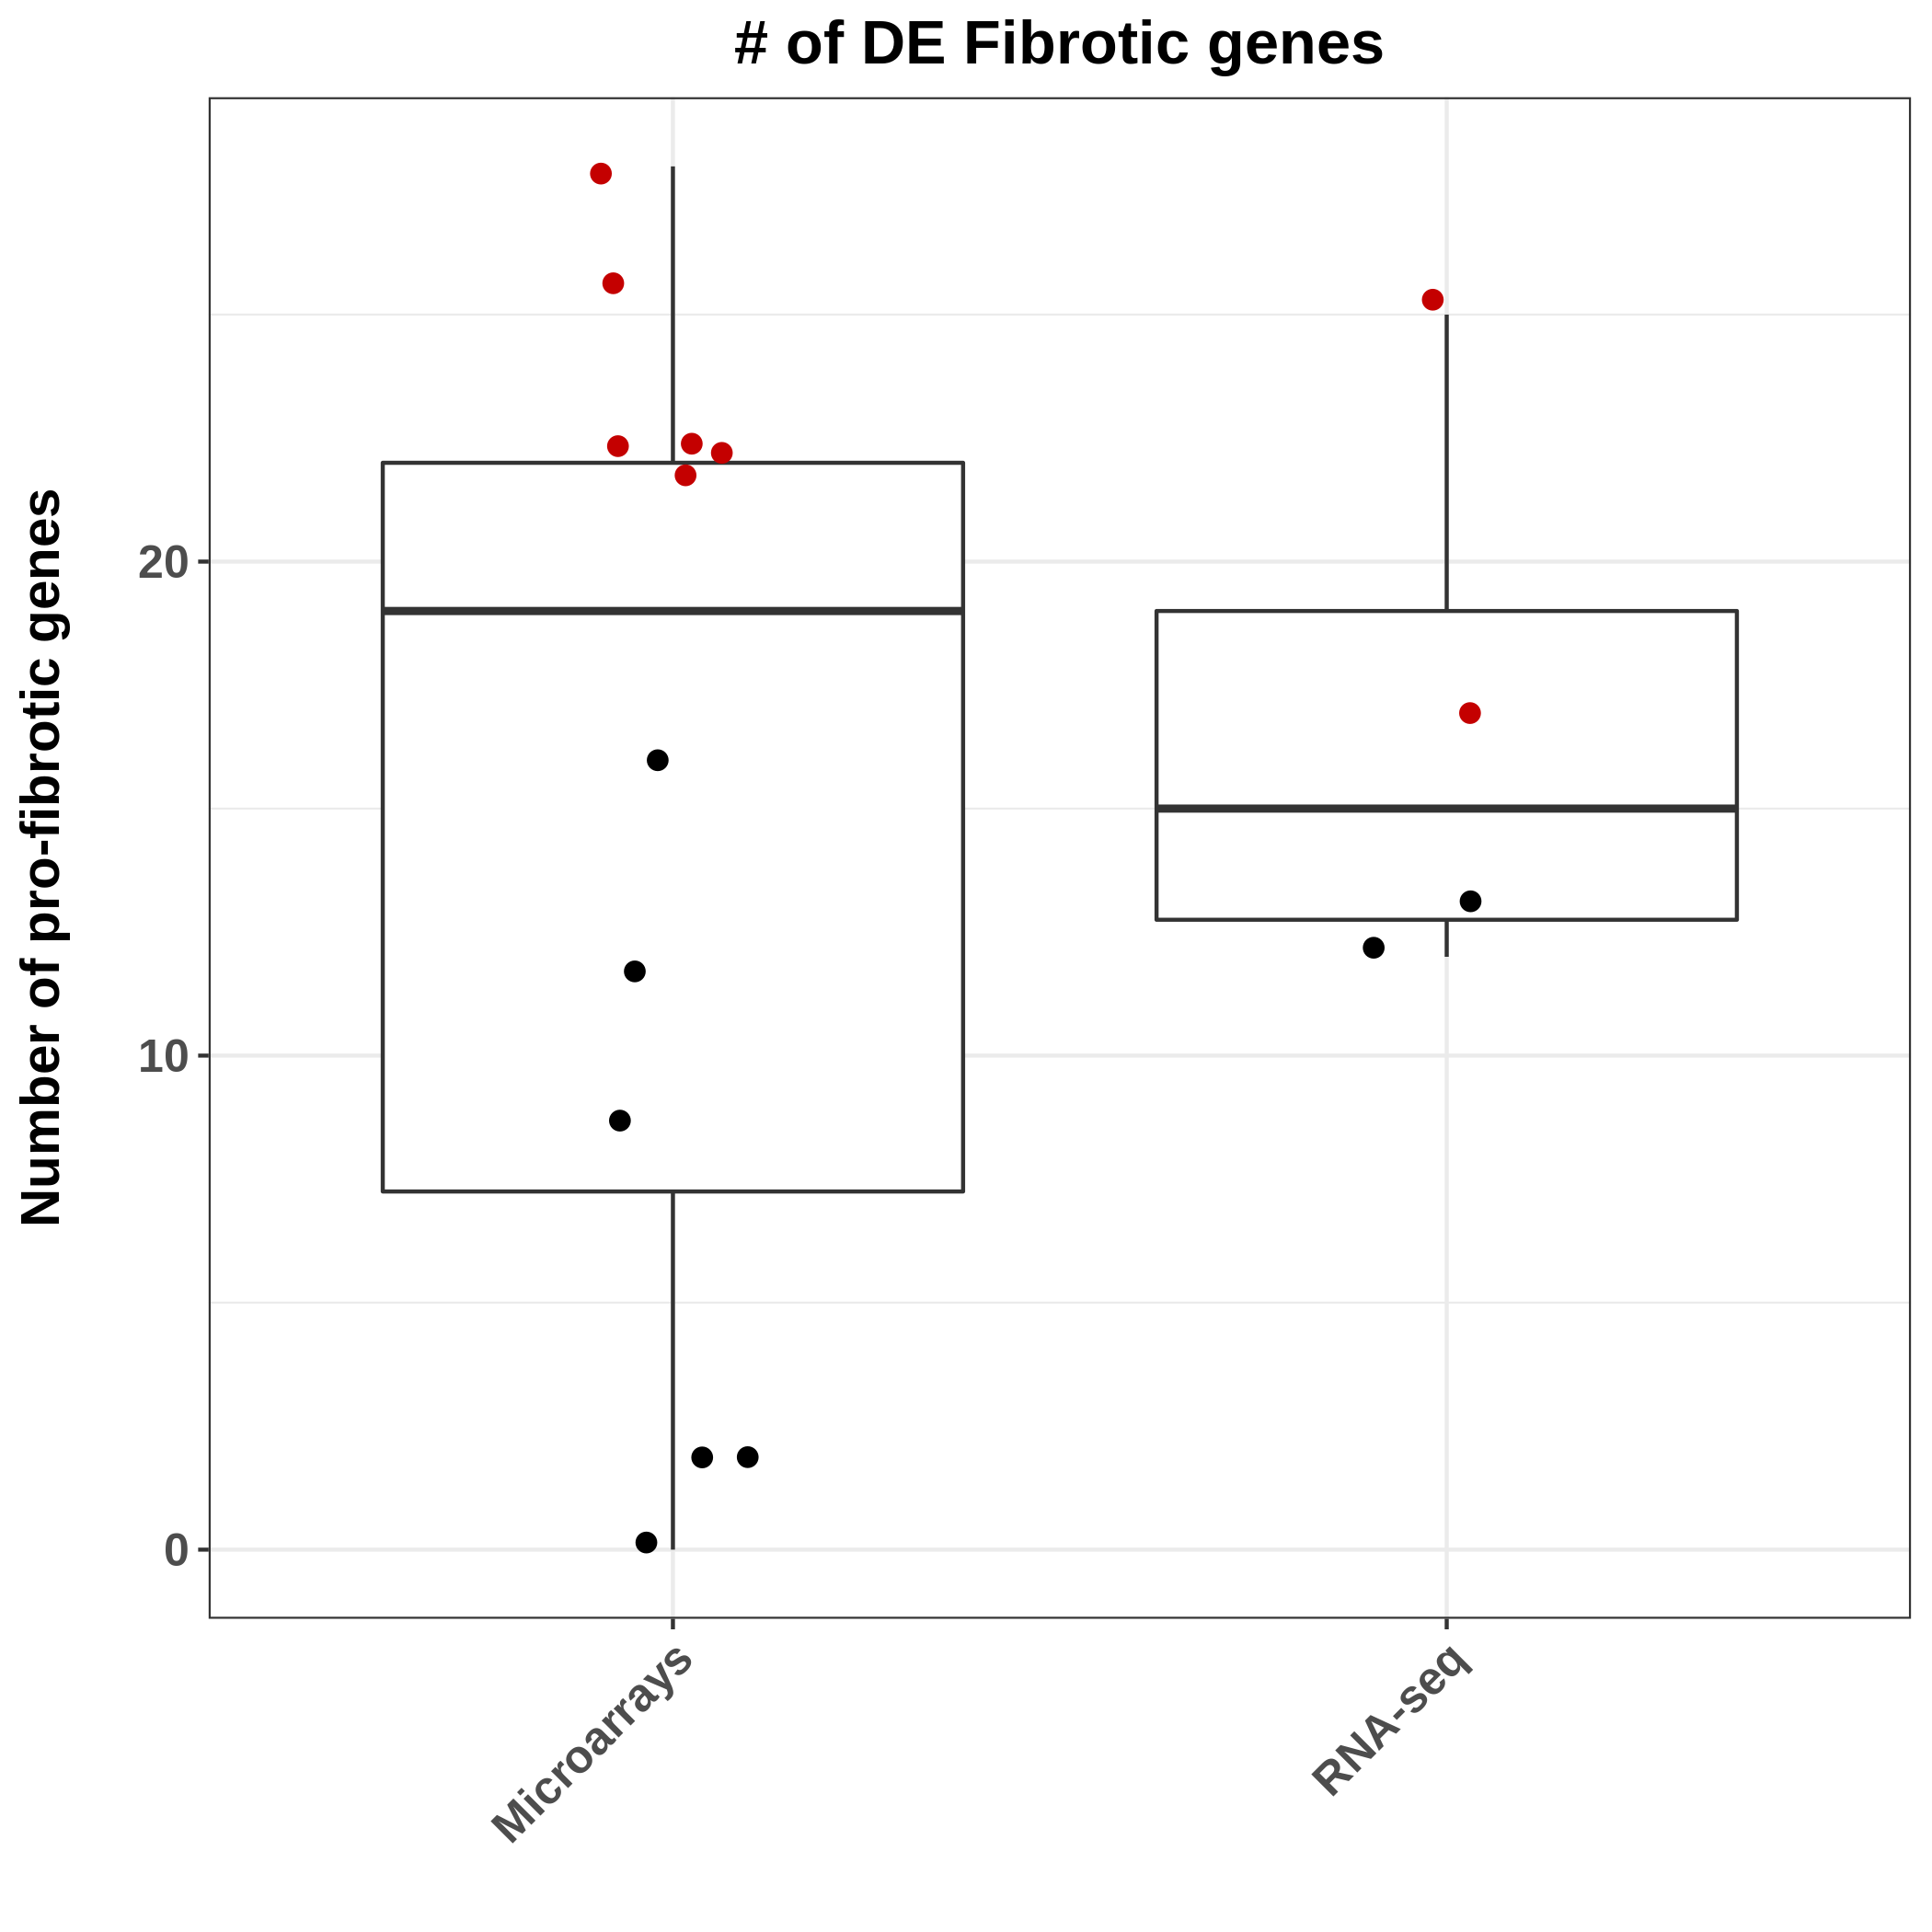 # of DE Fibrotic genes
Number of pro-fibrotic genes
20
10
0
Microarrays
RNA-seq